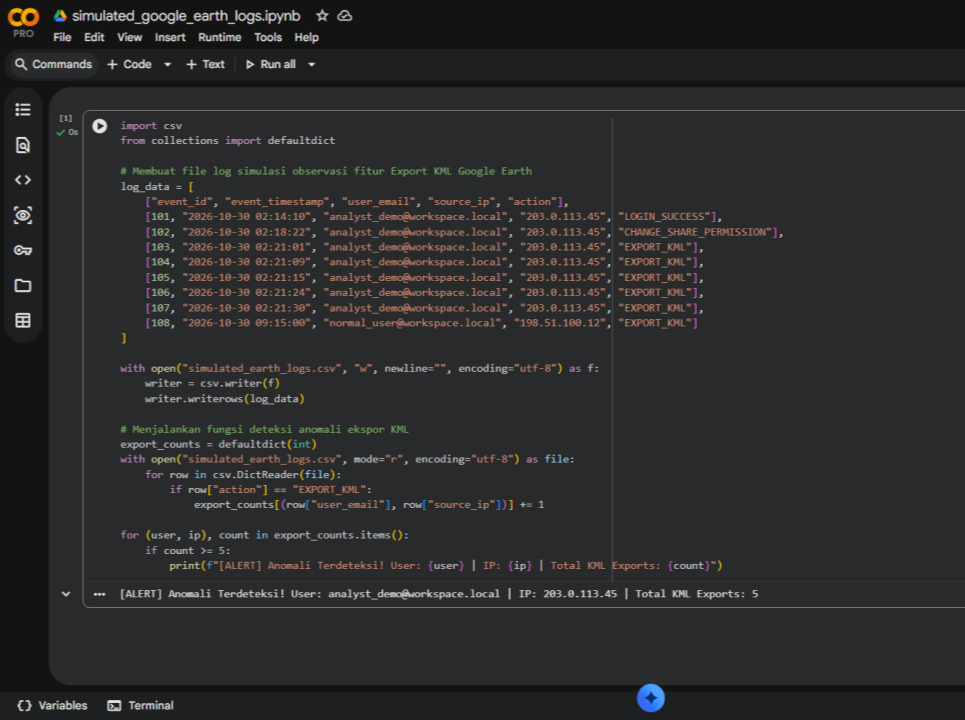 CO
PRO
simulated_google_earth_logs.ipynb
File Edit View Insert Runtime Tools Help
Commands + Code + Text Run all
[1]
0s
import csv
from collections import defaultdict
# Membuat file log simulasi observasi fitur Export KML Google Earth
log_data = [
["event_id", "event_timestamp", "user_email", "source_ip", "action"],
[101, "2026-10-30 02:14:10", "analyst_demo@workspace.local", "203.0.113.45", "LOGIN_SUCCESS"],
[102, "2026-10-30 02:18:22", "analyst_demo@workspace.local", "203.0.113.45", "CHANGE_SHARE_PERMISSION"],
[103, "2026-10-30 02:21:01", "analyst_demo@workspace.local", "203.0.113.45", "EXPORT_KML"],
[104, "2026-10-30 02:21:09", "analyst_demo@workspace.local", "203.0.113.45", "EXPORT_KML"],
[105, "2026-10-30 02:21:15", "analyst_demo@workspace.local", "203.0.113.45", "EXPORT_KML"],
[106, "2026-10-30 02:21:24", "analyst_demo@workspace.local", "203.0.113.45", "EXPORT_KML"],
[107, "2026-10-30 02:21:30", "analyst_demo@workspace.local", "203.0.113.45", "EXPORT_KML"],
[108, "2026-10-30 09:15:00", "normal_user@workspace.local", "198.51.100.12", "EXPORT_KML"]
]
with open("simulated_earth_logs.csv", "w", newline="", encoding="utf-8") as f:
writer = csv.writer(f)
writer.writerows(log_data)
# Menjalankan fungsi deteksi anomali ekspor KML
export_counts = defaultdict(int)
with open("simulated_earth_logs.csv", mode="r", encoding="utf-8") as file:
for row in csv.DictReader(file):
if row["action"] == "EXPORT_KML":
export_counts[(row["user_email"], row["source_ip"])] += 1
for (user, ip), count in export_counts.items():
if count >= 5:
print(f"[ALERT] Anomali Terdeteksi! User: {user} | IP: {ip} | Total KML Exports: {count}")
[ALERT] Anomali Terdeteksi! User: analyst_demo@workspace.local | IP: 203.0.113.45 | Total KML Exports: 5
{} Variables Terminal